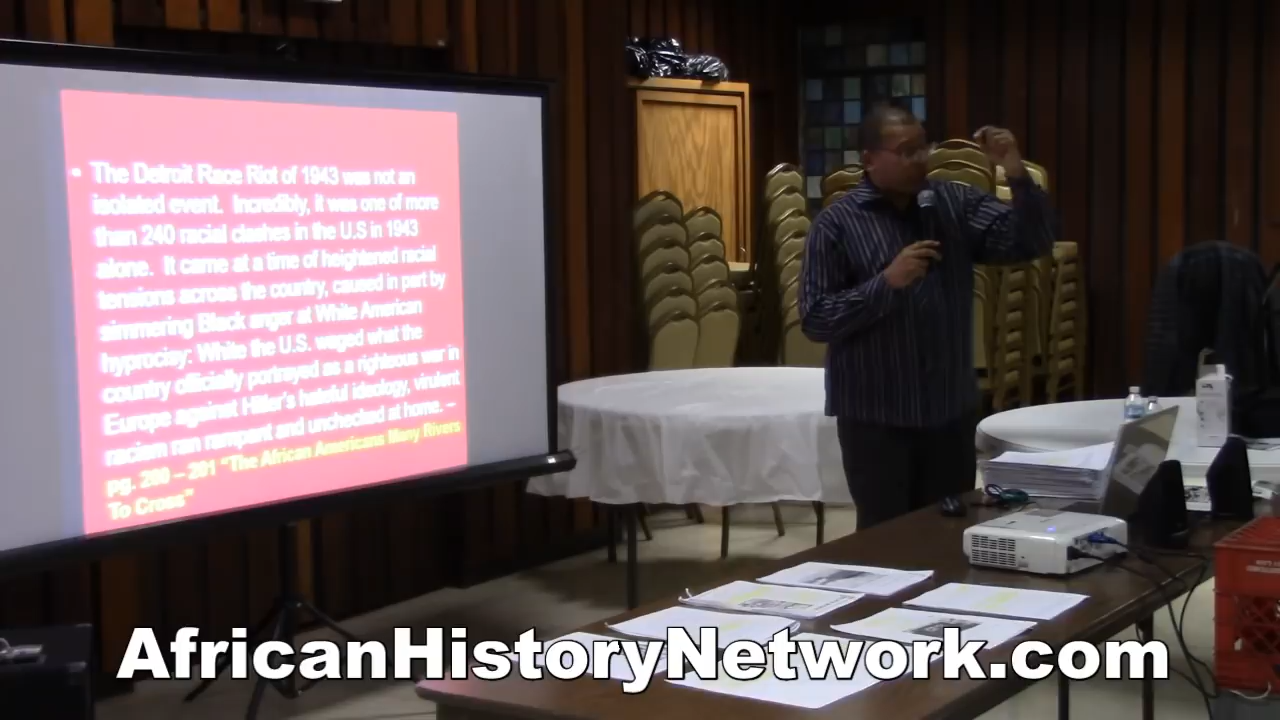 • The Detroit Race Riot of 1943 was not an
isolated event. Incredibly, it was one of more
than 240 racial clashes in the U.S in 1943
alone. It came at a time of heightened racial
tensions across the country, caused in part by
simmering Black anger at White American
hyprocisy: White the U.S. waged what the
country officially portrayed as a righteous war in
Europe against Hitler's hateful ideology, virulent
racism ran rampant and unchecked at home. –
pg. 280 – 281 "The African Americans Many Rivers
To Cross"
AfricanHistoryNetwork.com